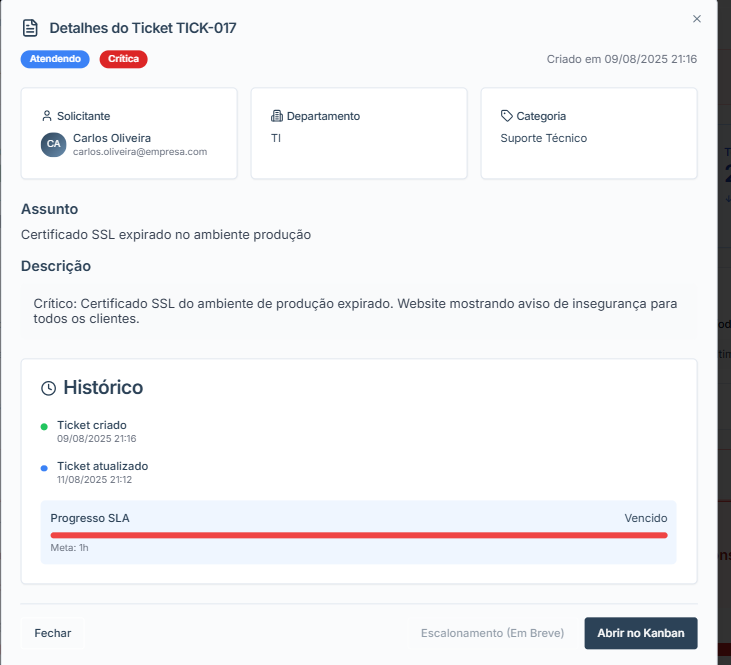 Detalhes do Ticket TICK-017
Atendendo
Crítica
Criado em 09/08/2025 21:16
Solicitante
CA
Carlos Oliveira
carlos.oliveira@empresa.com
Departamento
TI
Categoria
Suporte Técnico
Assunto
Certificado SSL expirado no ambiente produção
Descrição
Crítico: Certificado SSL do ambiente de produção expirado. Website mostrando aviso de insegurança para
todos os clientes.
Histórico
Ticket criado
09/08/2025 21:16
Ticket atualizado
11/08/2025 21:12
Progresso SLA
Vencido
Meta: 1h
Fechar
Escalonamento (Em Breve)
Abrir no Kanban